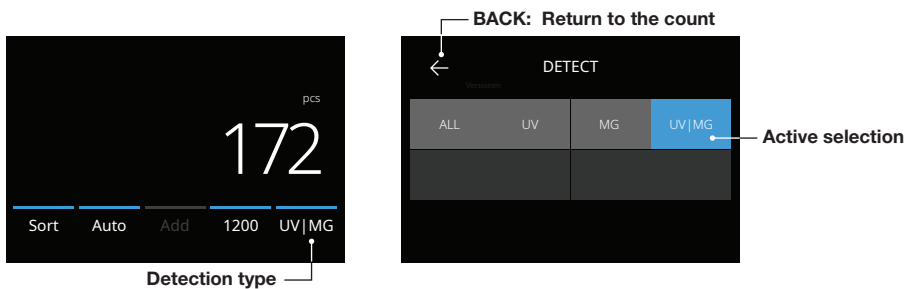 BACK: Return to the count
DETECT
Versionen
pcs
172
ALL UV MG UV|MG
Active selection
Sort Auto Add 1200 UV|MG
Detection type